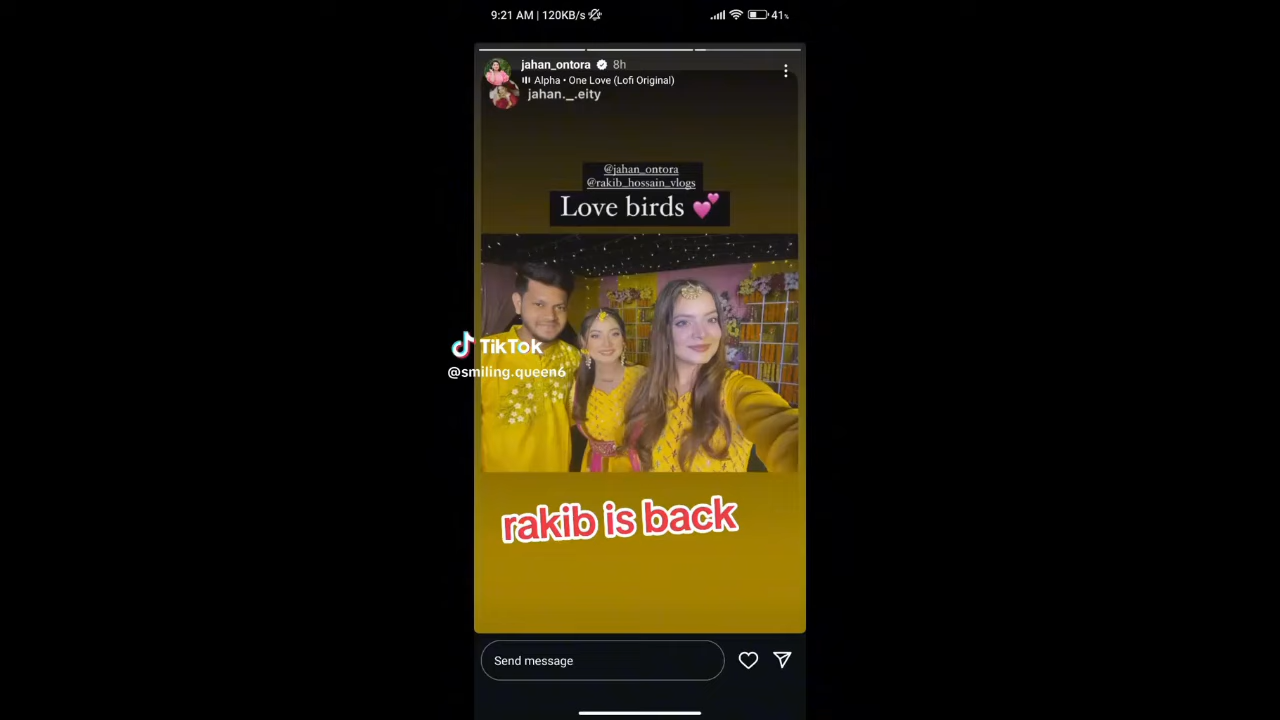 9:21 AM | 120KB/s
41%
jahan_ontora 8h
Alpha • One Love (Lofi Original)
jahan._.eity
@jahan_ontora
@rakib_hossain_vlogs
Love birds 💕
TikTok
@smiling.queen6
rakib is back
Send message